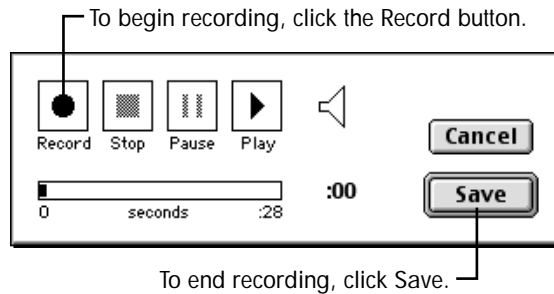 To begin recording, click the Record button.
Record Stop Pause Play
Cancel
:00
Save
0 seconds :28
To end recording, click Save.